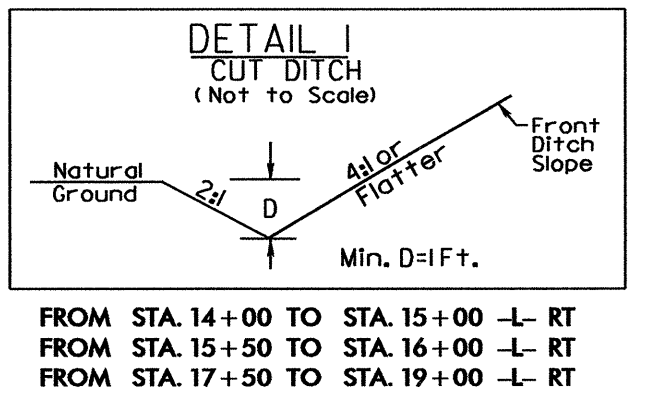 DETAIL 1
CUT DITCH
(Not to Scale)
Natural
Ground
2:1
D
4:1 or
Flatter
Front
Ditch
Slope
Min. D=1Ft.
FROM STA. 14+00 TO STA. 15+00 -L- RT
FROM STA. 15+50 TO STA. 16+00 -L- RT
FROM STA. 17+50 TO STA. 19+00 -L- RT